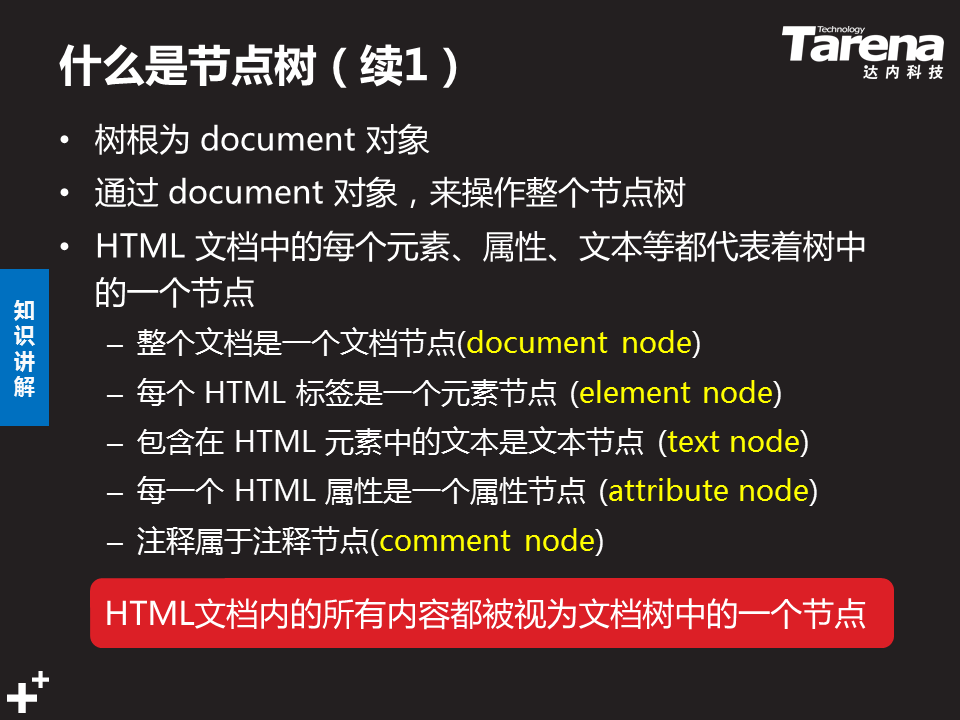 什么是节点树（续1）
Technology
Tarena
达内科技
• 树根为 document 对象
• 通过 document 对象，来操作整个节点树
• HTML 文档中的每个元素、属性、文本等都代表着树中
的一个节点
– 整个文档是一个文档节点(document node)
– 每个 HTML 标签是一个元素节点 (element node)
– 包含在 HTML 元素中的文本是文本节点 (text node)
– 每一个 HTML 属性是一个属性节点 (attribute node)
– 注释属于注释节点(comment node)
知识讲解
HTML文档内的所有内容都被视为文档树中的一个节点